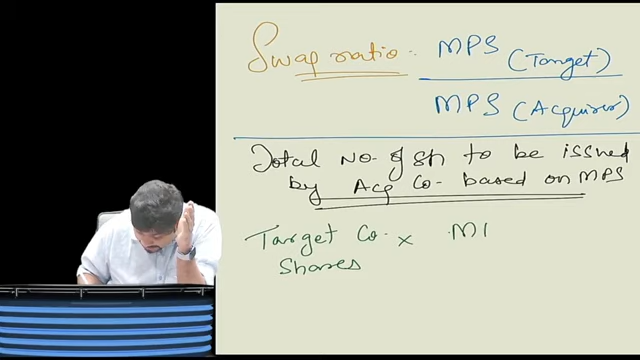 Swap ratio. MPS (Target)
MPS (Acquirer)
Total No. of sh to be issued
by Acq Co. based on MPS
Target Co. × MP
Shares